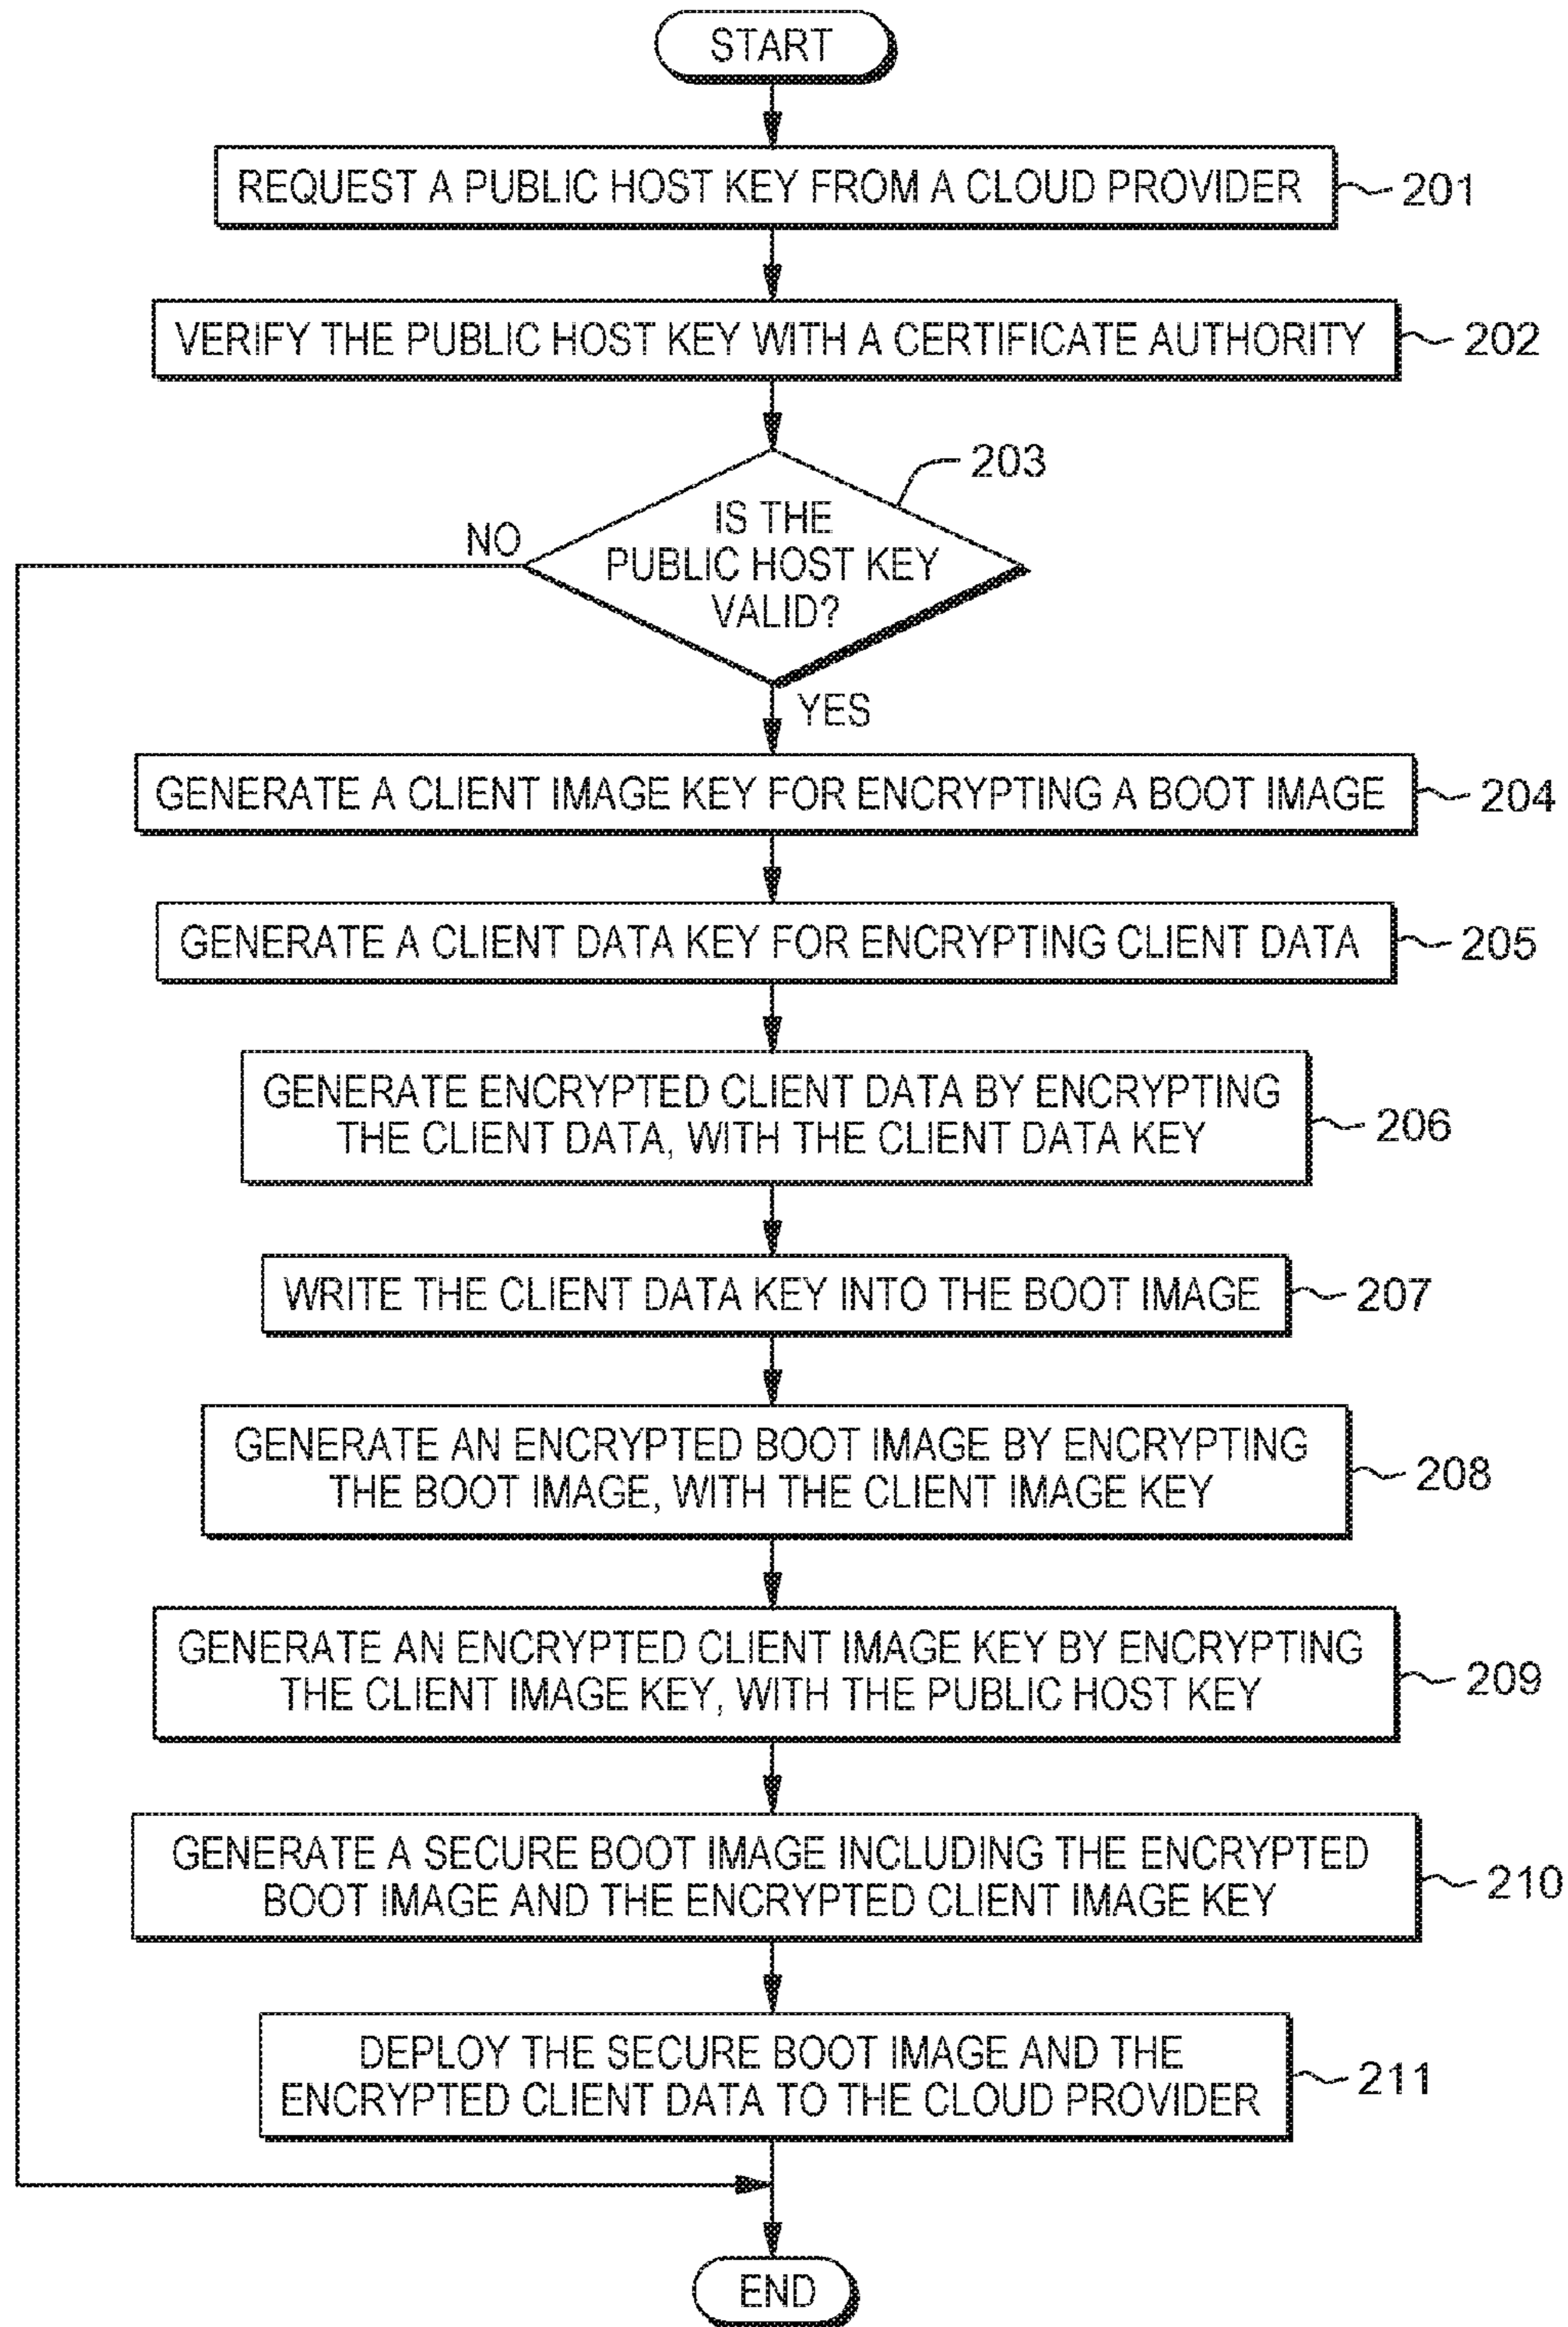 START
REQUEST A PUBLIC HOST KEY FROM A CLOUD PROVIDER
201
VERIFY THE PUBLIC HOST KEY WITH A CERTIFICATE AUTHORITY
202
203
IS THE
NO
PUBLIC HOST KEY
VALID?
YES
GENERATE A CLIENT IMAGE KEY FOR ENCRYPTING A BOOT IMAGE
204
GENERATE A CLIENT DATA KEY FOR ENCRYPTING CLIENT DATA
205
GENERATE ENCRYPTED CLIENT DATA BY ENCRYPTING
THE CLIENT DATA, WITH THE CLIENT DATA KEY
206
WRITE THE CLIENT DATA KEY INTO THE BOOT IMAGE
207
GENERATE AN ENCRYPTED BOOT IMAGE BY ENCRYPTING
THE BOOT IMAGE, WITH THE CLIENT IMAGE KEY
208
GENERATE AN ENCRYPTED CLIENT IMAGE KEY BY ENCRYPTING
THE CLIENT IMAGE KEY, WITH THE PUBLIC HOST KEY
209
GENERATE A SECURE BOOT IMAGE INCLUDING THE ENCRYPTED
BOOT IMAGE AND THE ENCRYPTED CLIENT IMAGE KEY
210
DEPLOY THE SECURE BOOT IMAGE AND THE
ENCRYPTED CLIENT DATA TO THE CLOUD PROVIDER
211
END